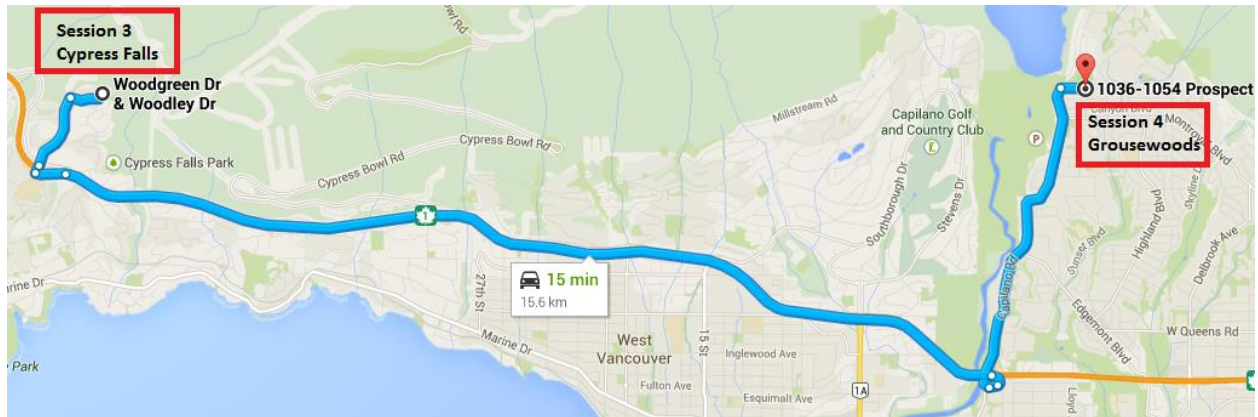 Session 3
Cypress Falls
Woodgreen Dr
& Woodley Dr
Cypress Falls Park
Cypress Bowl Rd
Cypress Bowl Rd
Millstream Rd
Capilano Golf
and Country Club
Southborough Dr
Stevens Dr
P
1036-1054 Prospect
Canyon Blvd
Session 4
Grousewoods
Montroyal Blvd
Skyline Dr
Highland Blvd
Delbrook Ave
Sunset Blvd
Capilano Rd
Edgemont Blvd
W Queens Rd
1
27th St
15 min
15.6 km
Marine Dr
Marine Dr
West
Vancouver
15 St
Inglewood Ave
Fulton Ave
Esquimalt Ave
1A
Lloyd
Park